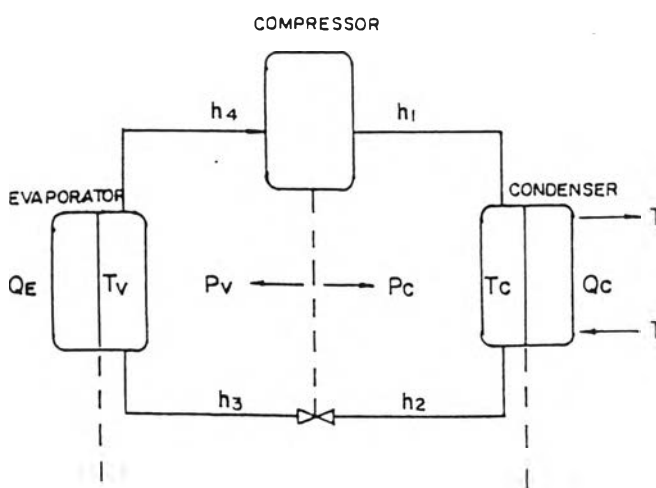 COMPRESSOR
h4 h1
EVAPORATOR CONDENSER
T
QE Tv Pv Pc Tc Qc
T
h3 h2